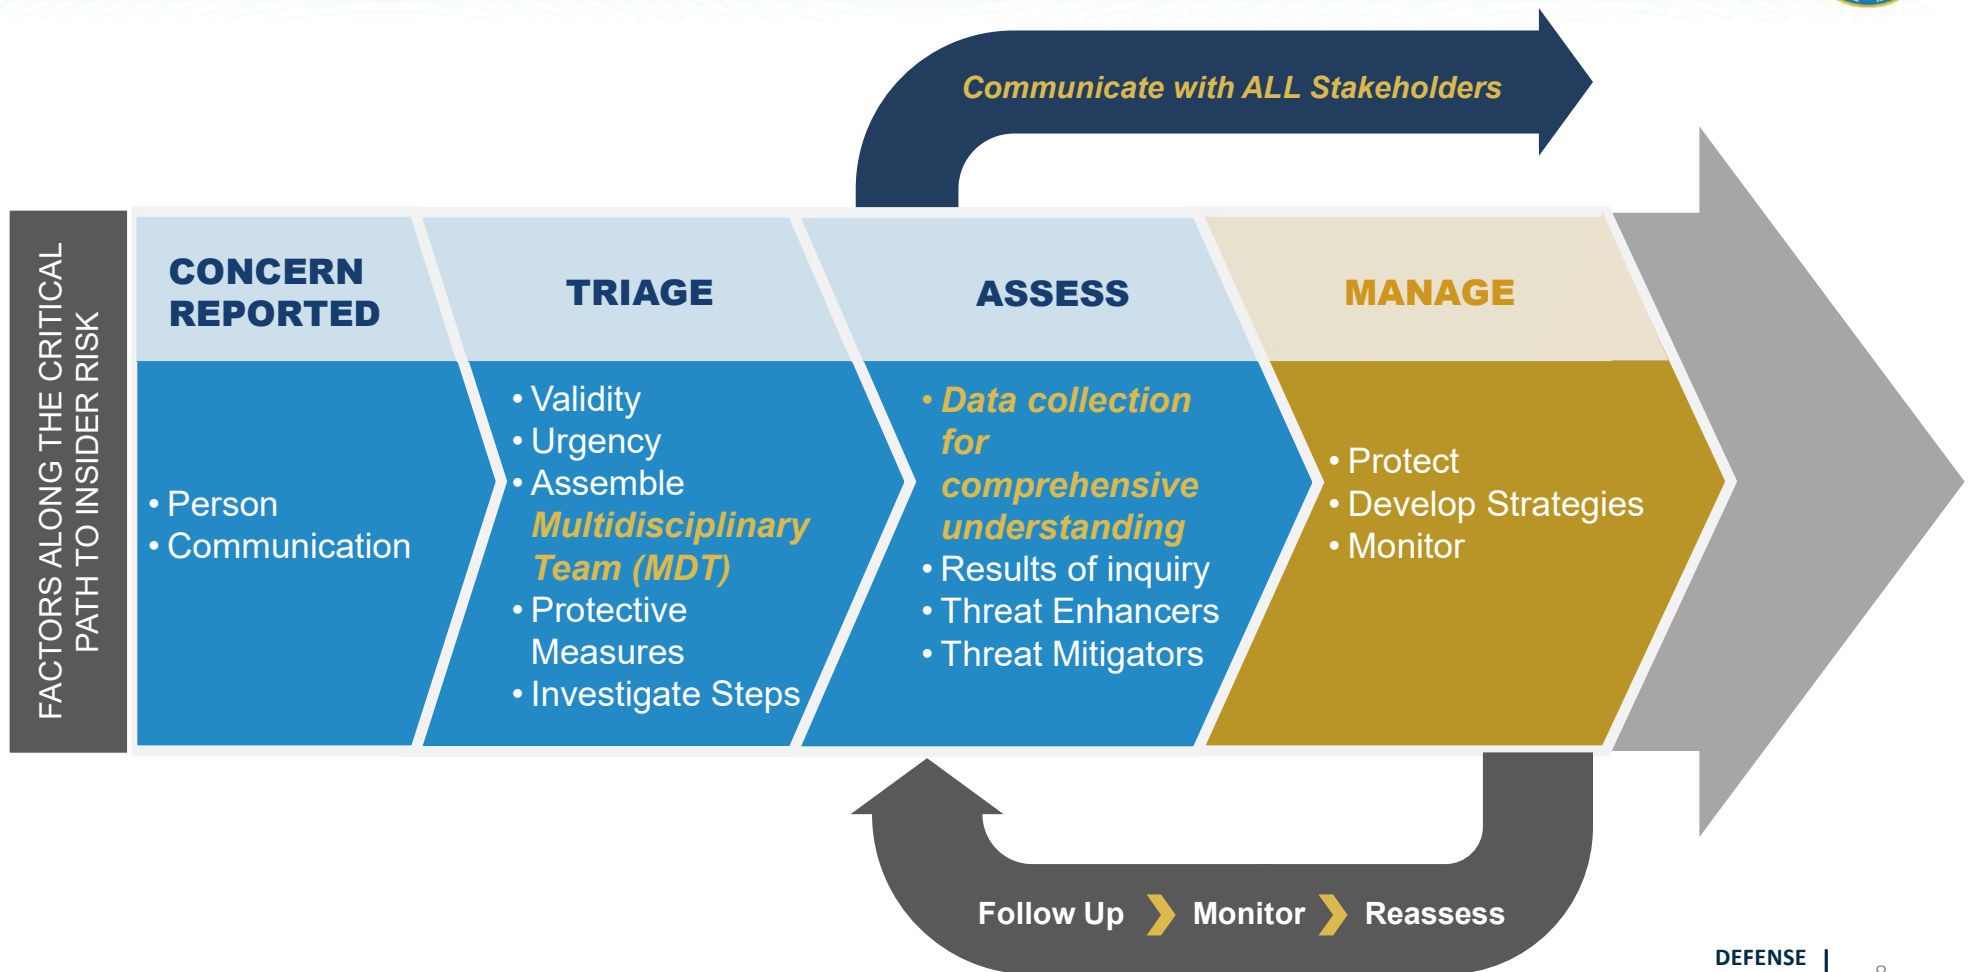 Communicate with ALL Stakeholders
FACTORS ALONG THE CRITICAL
PATH TO INSIDER RISK
CONCERN
REPORTED
• Person
• Communication
TRIAGE
• Validity
• Urgency
• Assemble
Multidisciplinary
Team (MDT)
• Protective
Measures
• Investigate Steps
ASSESS
• Data collection
for
comprehensive
understanding
• Results of inquiry
• Threat Enhancers
• Threat Mitigators
MANAGE
• Protect
• Develop Strategies
• Monitor
Follow Up Monitor Reassess
DEFENSE |